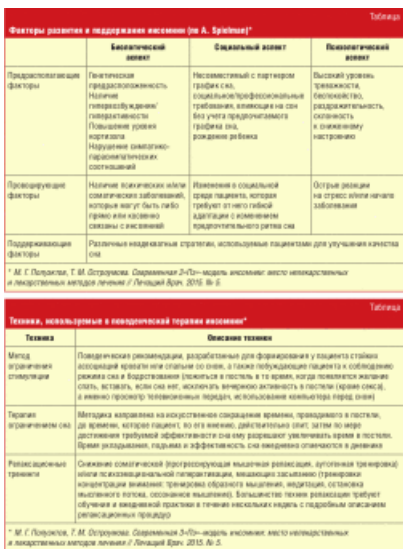 Таблица
Факторы развития и поддержания инсомнии (по A. Spielman)*
Биологический аспект
Социальный аспект
Психологический аспект
Предрасполагающие факторы
Генетическая
предрасположенность.
Наличие
гипервозбуждения/
гиперактивности
Повышение уровня
кортизола
Нарушение симпатико-
парасимпатических
соотношений
Несовместимый с партнером
график сна,
социальное/профессиональные
требования, влияющие на сон
без учета предпочитаемого
графика сна,
рождение ребенка
Высокий уровень
тревожности,
беспокойство,
раздражительность,
склонность
к сниженному
настроению
Провоцирующие
факторы
Наличие психических и/или
соматических заболеваний,
которые могут быть либо
прямо или косвенно
связаны с инсомнией
Изменения в социальной
среде пациента, которая
требует от него гибкой
адаптации с изменением
предпочтительного ритма сна
Острые реакции
на стресс и/или начало
заболевания
Поддерживающие
факторы
Различные неадекватные стратегии, используемые пациентами для улучшения качества
сна
* М. Г. Полуэктов, Т. М. Остроумова. Современная 3«Пз»-модель инсомнии: место нелекарственных
и лекарственных методов лечения // Лечащий Врач. 2015. № 5.
Таблица
Техники, используемые в поведенческой терапии инсомнии*
Техника
Описание техники
Метод
ограничения
стимуляции
Поведенческие рекомендации, разработанные для формирования у пациента стойких
ассоциаций кровати или спальни со сном, а также побуждающие пациента к соблюдению
режима сна и бодрствования (ложиться в постель в то время, когда появляется желание
спать, вставать, если сна нет, исключать вечернюю активность в постели (кроме секса),
а именно просмотр телевизионных передач, использование компьютера перед сном)
Терапия
ограничением сна
Методика направлена на искусственное сокращение времени, проводимого в постели,
до времени, которое пациент, по его мнению, действительно спит, затем по мере
достижения требуемой эффективности сна ему разрешают увеличивать время в постели.
Время укладывания, подъема и эффективность сна ежедневно отмечаются в дневнике
Релаксационные
тренинги
Снижение соматической (прогрессирующая мышечная релаксация, аутогенная тренировка)
и/или психоэмоциональной гиперактивации, мешающих засыпанию (тренировки
концентрации внимания: тренировка образного мышления, медитация, остановка
мысленного потока, осознанное мышление). Большинство техник релаксации требуют
обучения и ежедневной практики в течение нескольких недель с подробным описанием
релаксационных процедур
* М. Г. Полуэктов, Т. М. Остроумова. Современная 3«Пз»-модель инсомнии: место нелекарственных
и лекарственных методов лечения // Лечащий Врач. 2015. № 5.